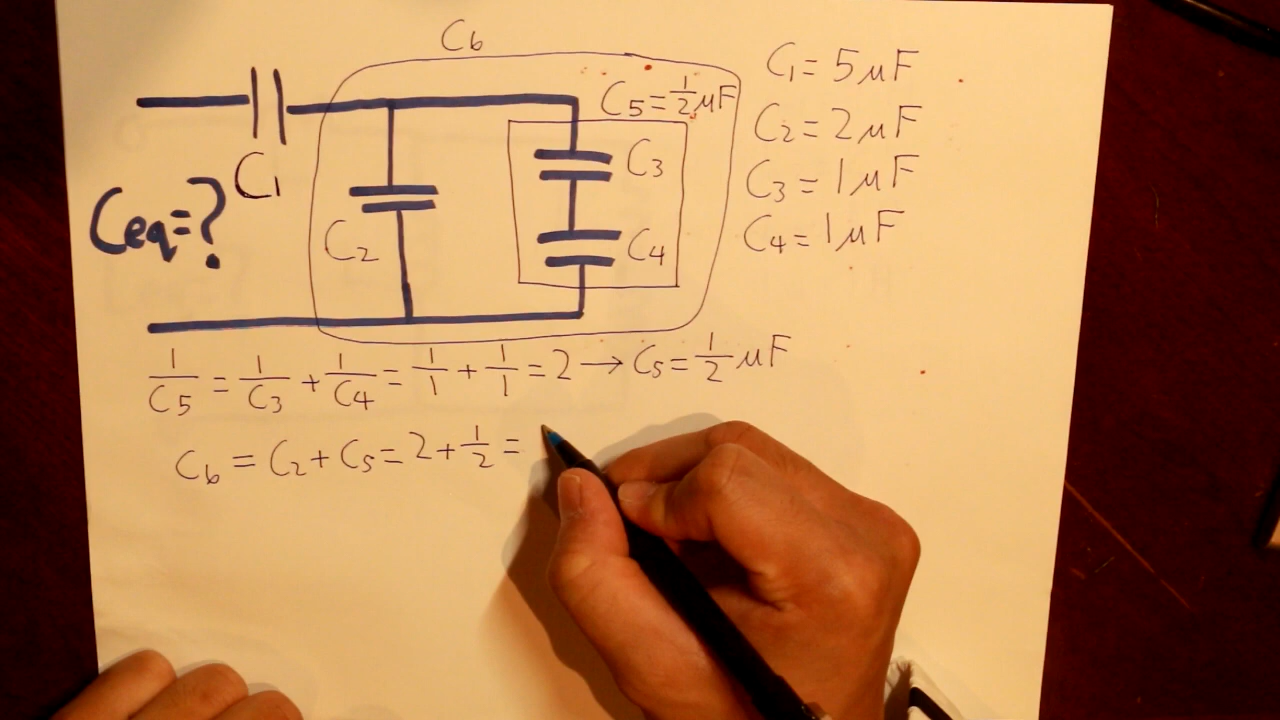 C6
C5 = 1/2 μF
C1
C2
C3
C4
Ceq=?
C1 = 5 μF
C2 = 2 μF
C3 = 1 μF
C4 = 1 μF
1/C5 = 1/C3 + 1/C4 = 1/1 + 1/1 = 2 → C5 = 1/2 μF
C6 = C2 + C5 = 2 + 1/2 =